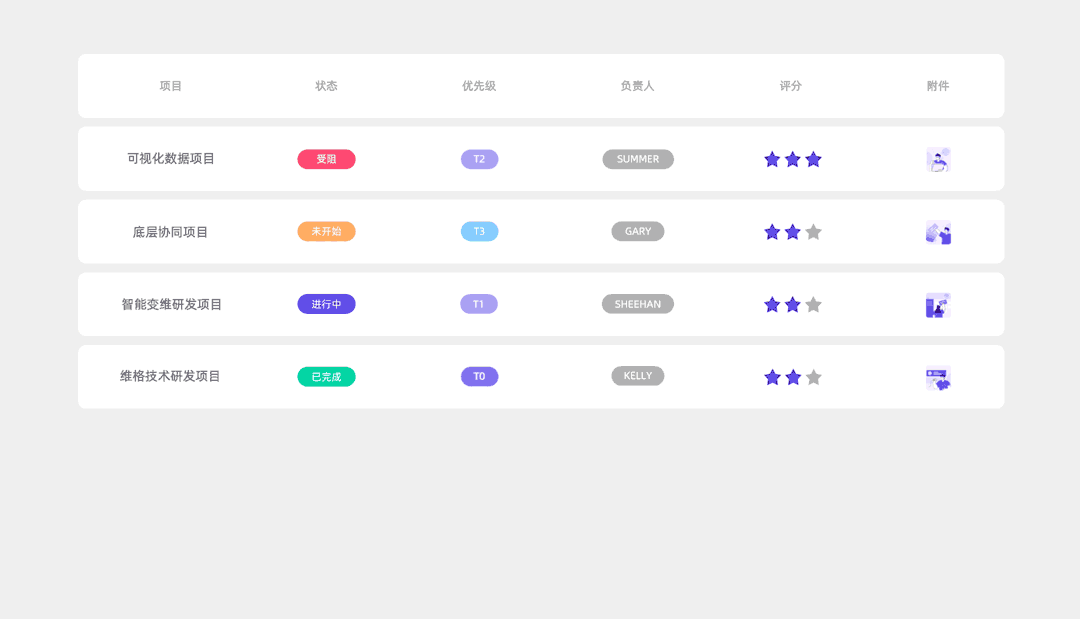 项目 状态 优先级 负责人 评分 附件
可视化数据项目 受阻 T2 SUMMER
底层协同项目 未开始 T3 GARY
智能变维研发项目 进行中 T1 SHEEHAN
维格技术研发项目 已完成 T0 KELLY